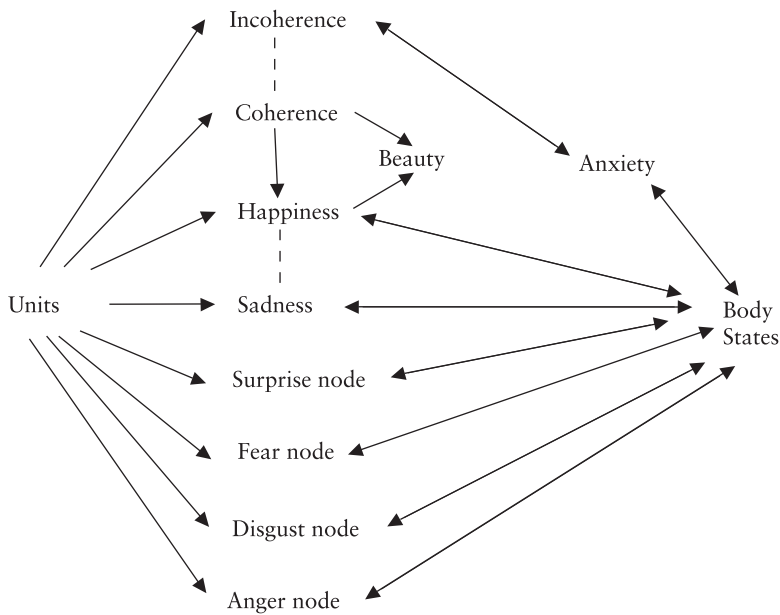 Incoherence
Coherence
Beauty
Anxiety
Happiness
Units
Sadness
Body
States
Surprise node
Fear node
Disgust node
Anger node